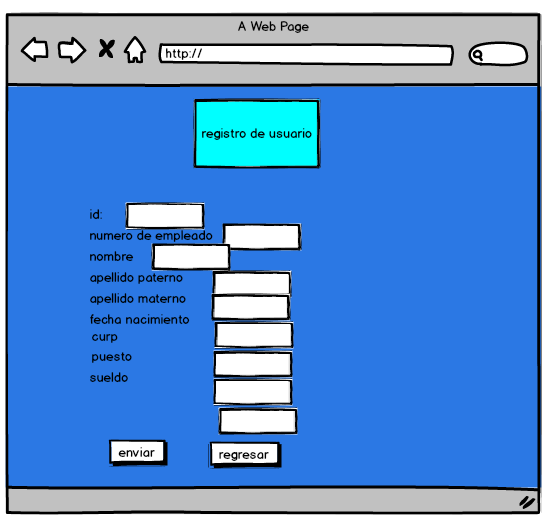 A Web Page
http://
registro de usuario
id:
numero de empleado
nombre
apellido paterno
apellido materno
fecha nacimiento
curp
puesto
sueldo
enviar
regresar